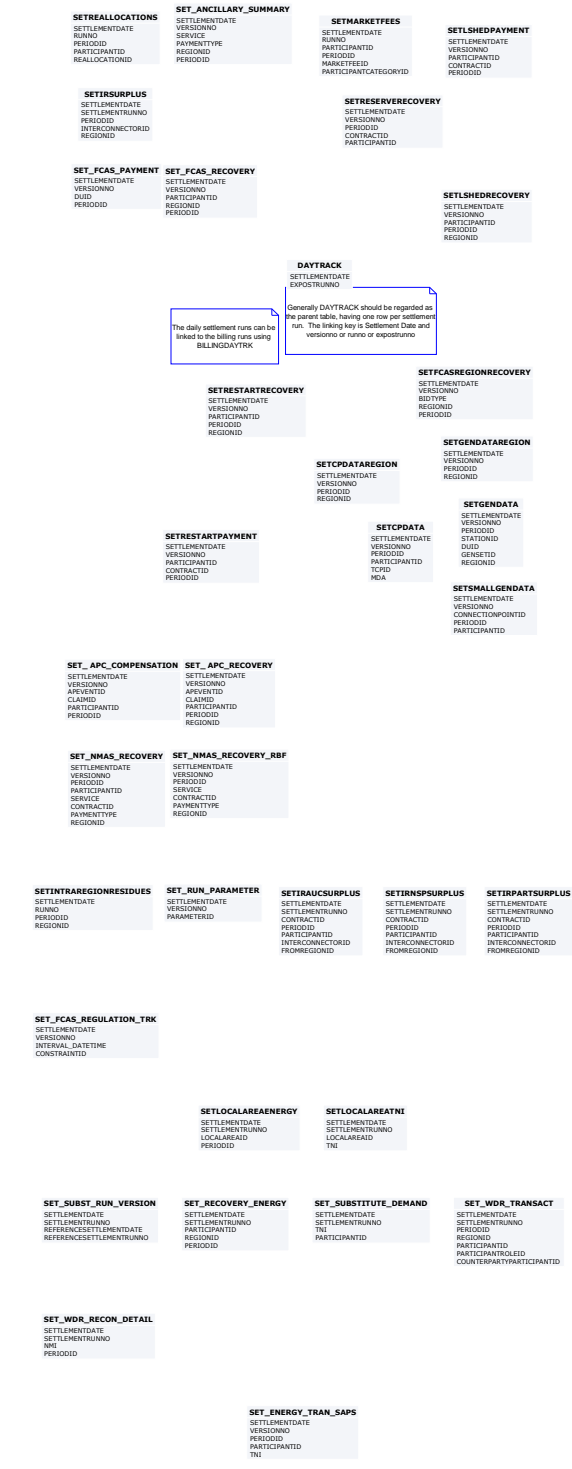 SETREALLOCATIONS
SETTLEMENTDATE
RUNNO
PERIODID
PARTICIPANTID
REALLOCATIONID
SET_ANCILLARY_SUMMARY
SETTLEMENTDATE
VERSIONNO
SERVICE
PAYMENTTYPE
REGIONID
PERIODID
SETMARKETFEES
SETTLEMENTDATE
RUNNO
PARTICIPANTID
PERIODID
MARKETFEEID
PARTICIPANTCATEGORYID
SETLSHEDPAYMENT
SETTLEMENTDATE
VERSIONNO
PARTICIPANTID
CONTRACTID
PERIODID
SETIRSURPLUS
SETTLEMENTDATE
SETTLEMENTRUNNO
PERIODID
INTERCONNECTORID
REGIONID
SETRESERVERECOVERY
SETTLEMENTDATE
VERSIONNO
PERIODID
CONTRACTID
PARTICIPANTID
SET_FCAS_PAYMENT
SETTLEMENTDATE
VERSIONNO
DUID
PERIODID
SET_FCAS_RECOVERY
SETTLEMENTDATE
VERSIONNO
PARTICIPANTID
REGIONID
PERIODID
SETLSHEDRECOVERY
SETTLEMENTDATE
VERSIONNO
PARTICIPANTID
PERIODID
REGIONID
DAYTRACK
SETTLEMENTDATE
EXPOSTRUNNO
Generally DAYTRACK should be regarded as
the parent table, having one row per settlement
run.  The linking key is Settlement Date and
versionno or runno or expostrunno
The daily settlement runs can be
linked to the billing runs using
BILLINGDAYTRK
SETFCASREGIONRECOVERY
SETTLEMENTDATE
VERSIONNO
BIDTYPE
REGIONID
PERIODID
SETRESTARTRECOVERY
SETTLEMENTDATE
VERSIONNO
PARTICIPANTID
PERIODID
REGIONID
SETGENDATAREGION
SETTLEMENTDATE
VERSIONNO
PERIODID
REGIONID
SETCPDATAREGION
SETTLEMENTDATE
VERSIONNO
PERIODID
REGIONID
SETGENDATA
SETTLEMENTDATE
VERSIONNO
PERIODID
STATIONID
DUID
GENSETID
REGIONID
SETCPDATA
SETTLEMENTDATE
VERSIONNO
PERIODID
PARTICIPANTID
TCPID
MDA
SETRESTARTPAYMENT
SETTLEMENTDATE
VERSIONNO
PARTICIPANTID
CONTRACTID
PERIODID
SETSMALLGENDATA
SETTLEMENTDATE
VERSIONNO
CONNECTIONPOINTID
PERIODID
PARTICIPANTID
SET_ APC_COMPENSATION
SETTLEMENTDATE
VERSIONNO
APEVENTID
CLAIMID
PARTICIPANTID
PERIODID
SET_ APC_RECOVERY
SETTLEMENTDATE
VERSIONNO
APEVENTID
CLAIMID
PARTICIPANTID
PERIODID
REGIONID
SET_NMAS_RECOVERY
SETTLEMENTDATE
VERSIONNO
PERIODID
PARTICIPANTID
SERVICE
CONTRACTID
PAYMENTTYPE
REGIONID
SET_NMAS_RECOVERY_RBF
SETTLEMENTDATE
VERSIONNO
PERIODID
SERVICE
CONTRACTID
PAYMENTTYPE
REGIONID
SETINTRAREGIONRESIDUES
SETTLEMENTDATE
RUNNO
PERIODID
REGIONID
SET_RUN_PARAMETER
SETTLEMENTDATE
VERSIONNO
PARAMETERID
SETIRAUCSURPLUS
SETTLEMENTDATE
SETTLEMENTRUNNO
CONTRACTID
PERIODID
PARTICIPANTID
INTERCONNECTORID
FROMREGIONID
SETIRNSPSURPLUS
SETTLEMENTDATE
SETTLEMENTRUNNO
CONTRACTID
PERIODID
PARTICIPANTID
INTERCONNECTORID
FROMREGIONID
SETIRPARTSURPLUS
SETTLEMENTDATE
SETTLEMENTRUNNO
CONTRACTID
PERIODID
PARTICIPANTID
INTERCONNECTORID
FROMREGIONID
SET_FCAS_REGULATION_TRK
SETTLEMENTDATE
VERSIONNO
INTERVAL_DATETIME
CONSTRAINTID
SETLOCALAREAENERGY
SETTLEMENTDATE
SETTLEMENTRUNNO
LOCALAREAID
PERIODID
SETLOCALAREATNI
SETTLEMENTDATE
SETTLEMENTRUNNO
LOCALAREAID
TNI
SET_SUBST_RUN_VERSION
SETTLEMENTDATE
SETTLEMENTRUNNO
REFERENCESETTLEMENTDATE
REFERENCESETTLEMENTRUNNO
SET_RECOVERY_ENERGY
SETTLEMENTDATE
SETTLEMENTRUNNO
PARTICIPANTID
REGIONID
PERIODID
SET_SUBSTITUTE_DEMAND
SETTLEMENTDATE
SETTLEMENTRUNNO
TNI
PARTICIPANTID
SET_WDR_TRANSACT
SETTLEMENTDATE
SETTLEMENTRUNNO
PERIODID
REGIONID
PARTICIPANTID
PARTICIPANTROLEID
COUNTERPARTYPARTICIPANTID
SET_WDR_RECON_DETAIL
SETTLEMENTDATE
SETTLEMENTRUNNO
NMI
PERIODID
SET_ENERGY_TRAN_SAPS
SETTLEMENTDATE
VERSIONNO
PERIODID
PARTICIPANTID
TNI